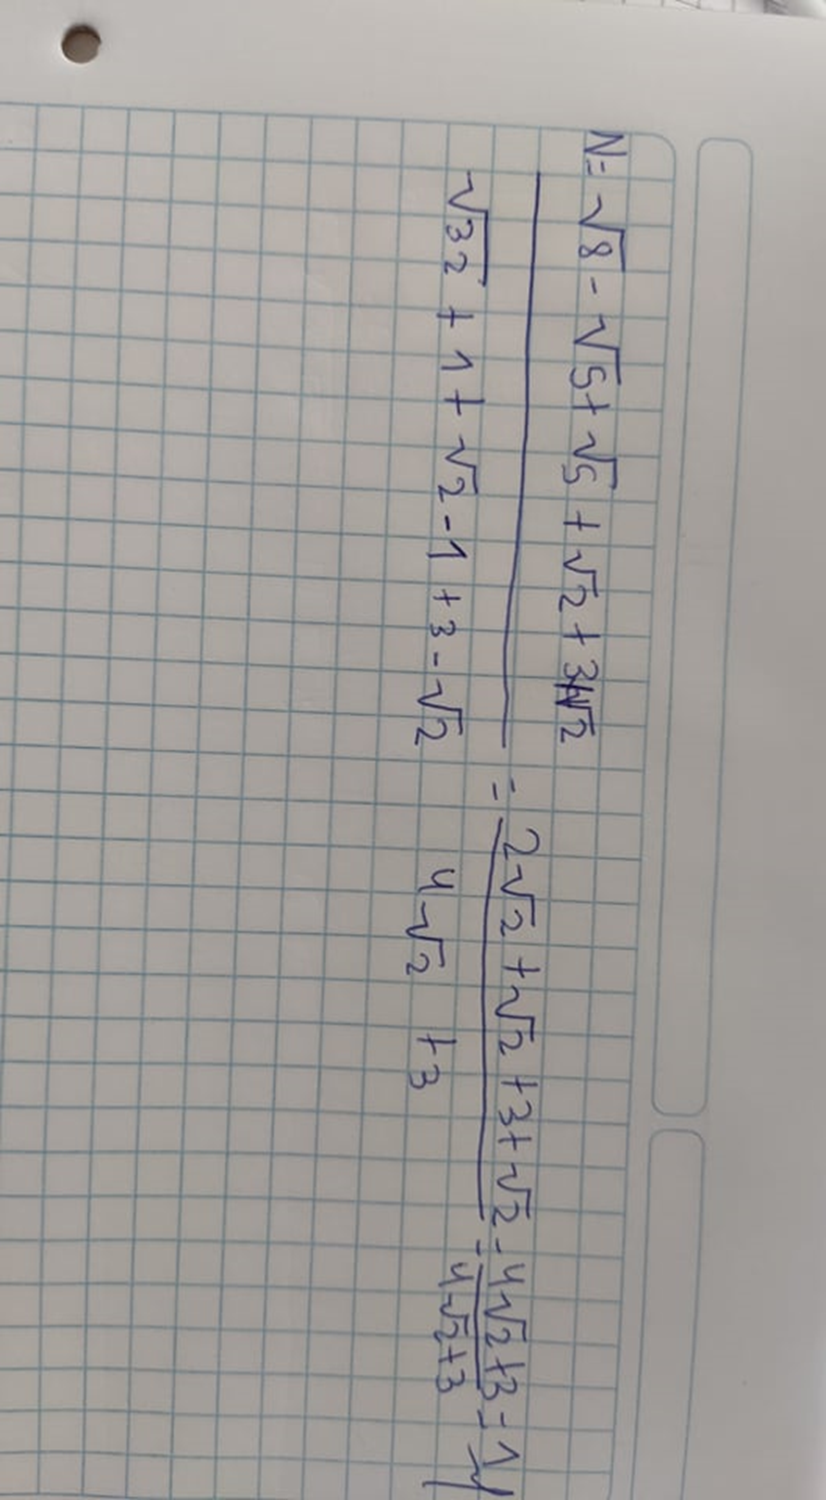 N = √8 - √5 + √5 + √2 + 3+√2 = 2√2 + √2 + 3 + √2 = 4√2+3 = 1
√32 + 1 + √2 - 1 + 3 - √2 4√2 + 3 4√2+3